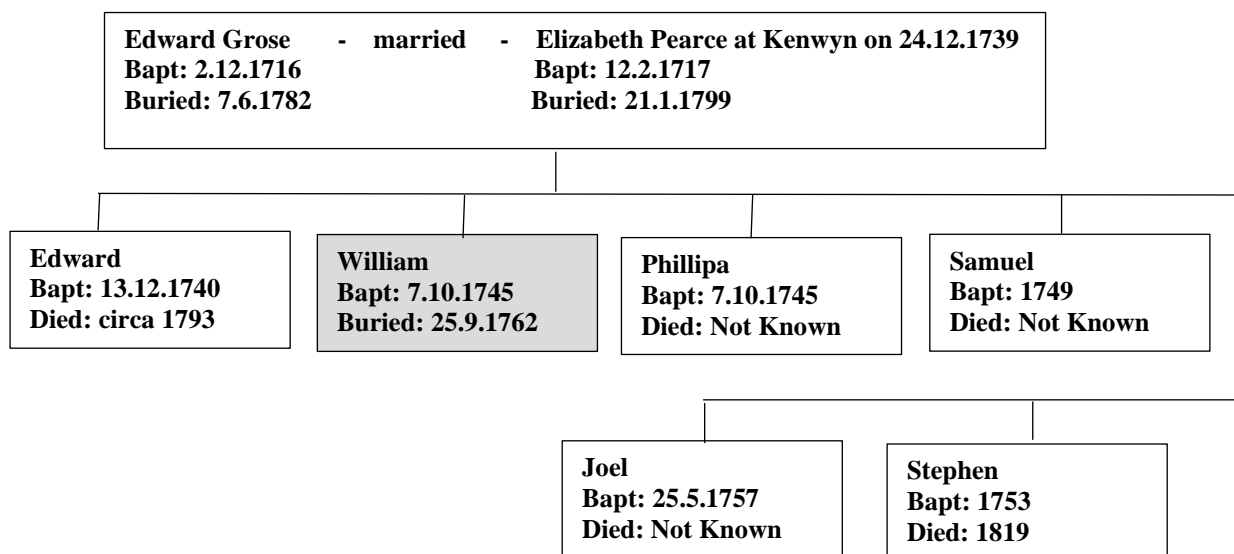 Edward Grose - married - Elizabeth Pearce at Kenwyn on 24.12.1739
Bapt: 2.12.1716 Bapt: 12.2.1717
Buried: 7.6.1782 Buried: 21.1.1799
Edward
Bapt: 13.12.1740
Died: circa 1793
William
Bapt: 7.10.1745
Buried: 25.9.1762
Phillipa
Bapt: 7.10.1745
Died: Not Known
Samuel
Bapt: 1749
Died: Not Known
Joel
Bapt: 25.5.1757
Died: Not Known
Stephen
Bapt: 1753
Died: 1819